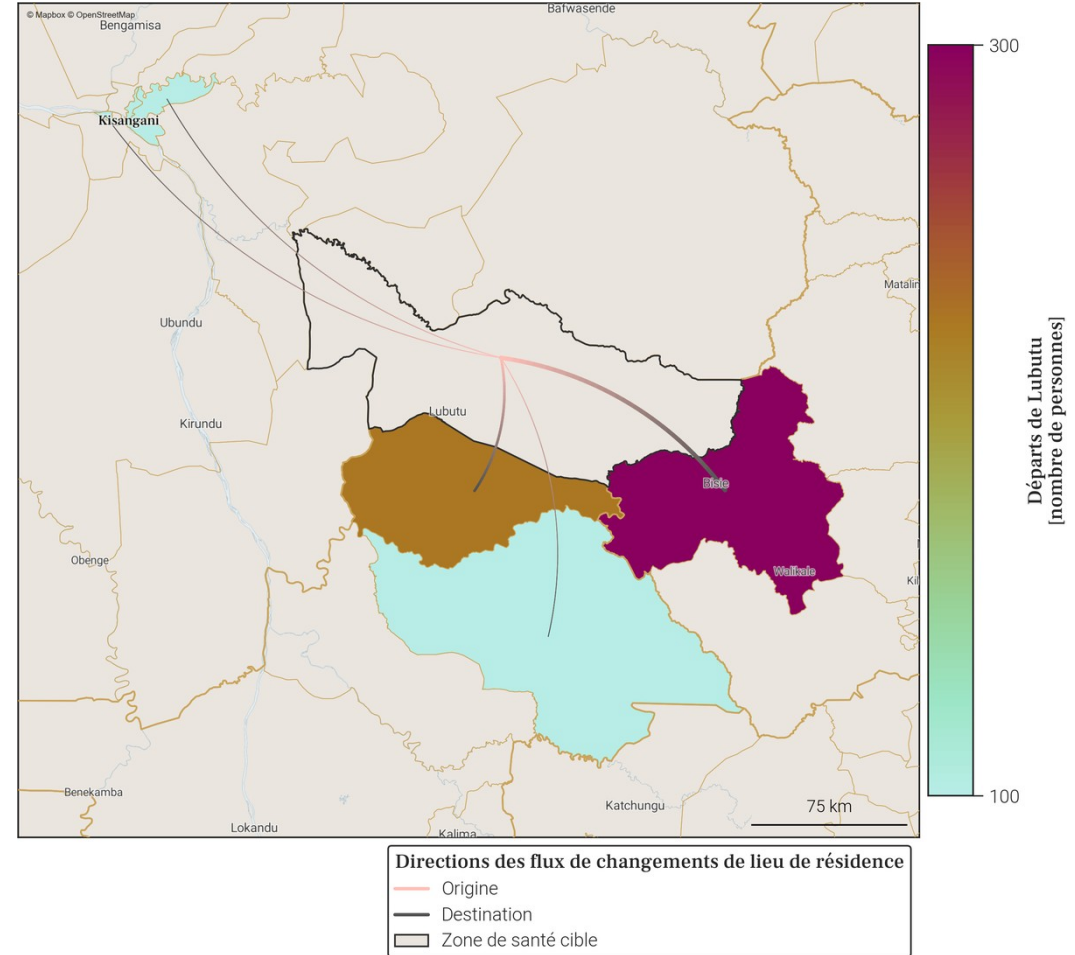 © Mapbox © OpenStreetMap
Bafwasende
Bengamisa
Kisangani
Matalin
Ubundu
Lubutu
Kirundu
Bisie
Obenge
Walikale
Kil
Benekamba
Katchungu
75 km
Lokandu
Kalima
300
100
Départs de Lubutu
[nombre de personnes]
Directions des flux de changements de lieu de résidence
Origine
Destination
Zone de santé cible